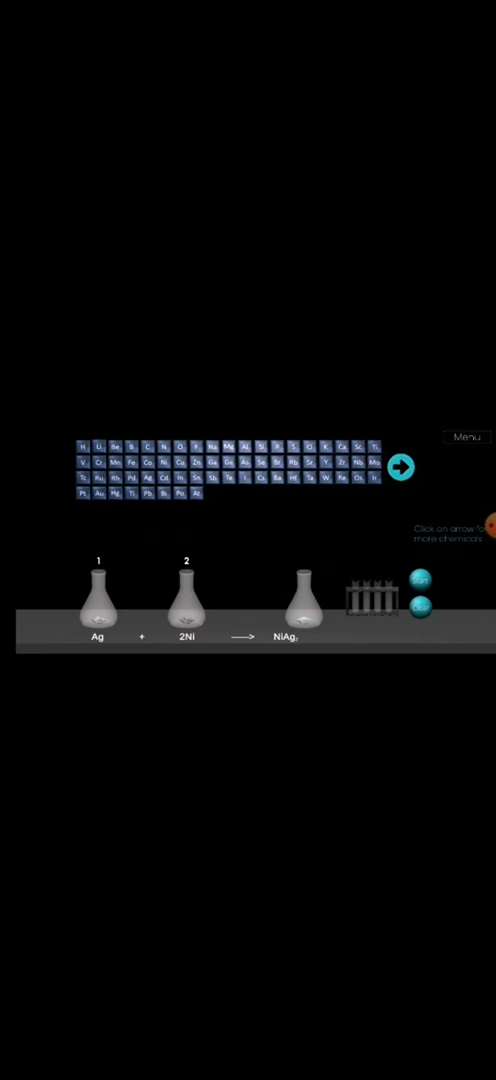 Menu
H Li Be B C N O F Na Mg Al Si P S Cl K Ca Sc Ti
V Cr Mn Fe Co Ni Cu Zn Ga Ge As Se Br Rb Sr Y Zr Nb Mo
Tc Ru Rh Pd Ag Cd In Sn Sb Te I Cs Ba Hf Ta W Re Os Ir
Pt Au Hg Ti Pb Bi Po At
Click on arrow fo
more chemicals
1 2
Start
Clear
Ag + 2Ni ⟶ NiAg₂